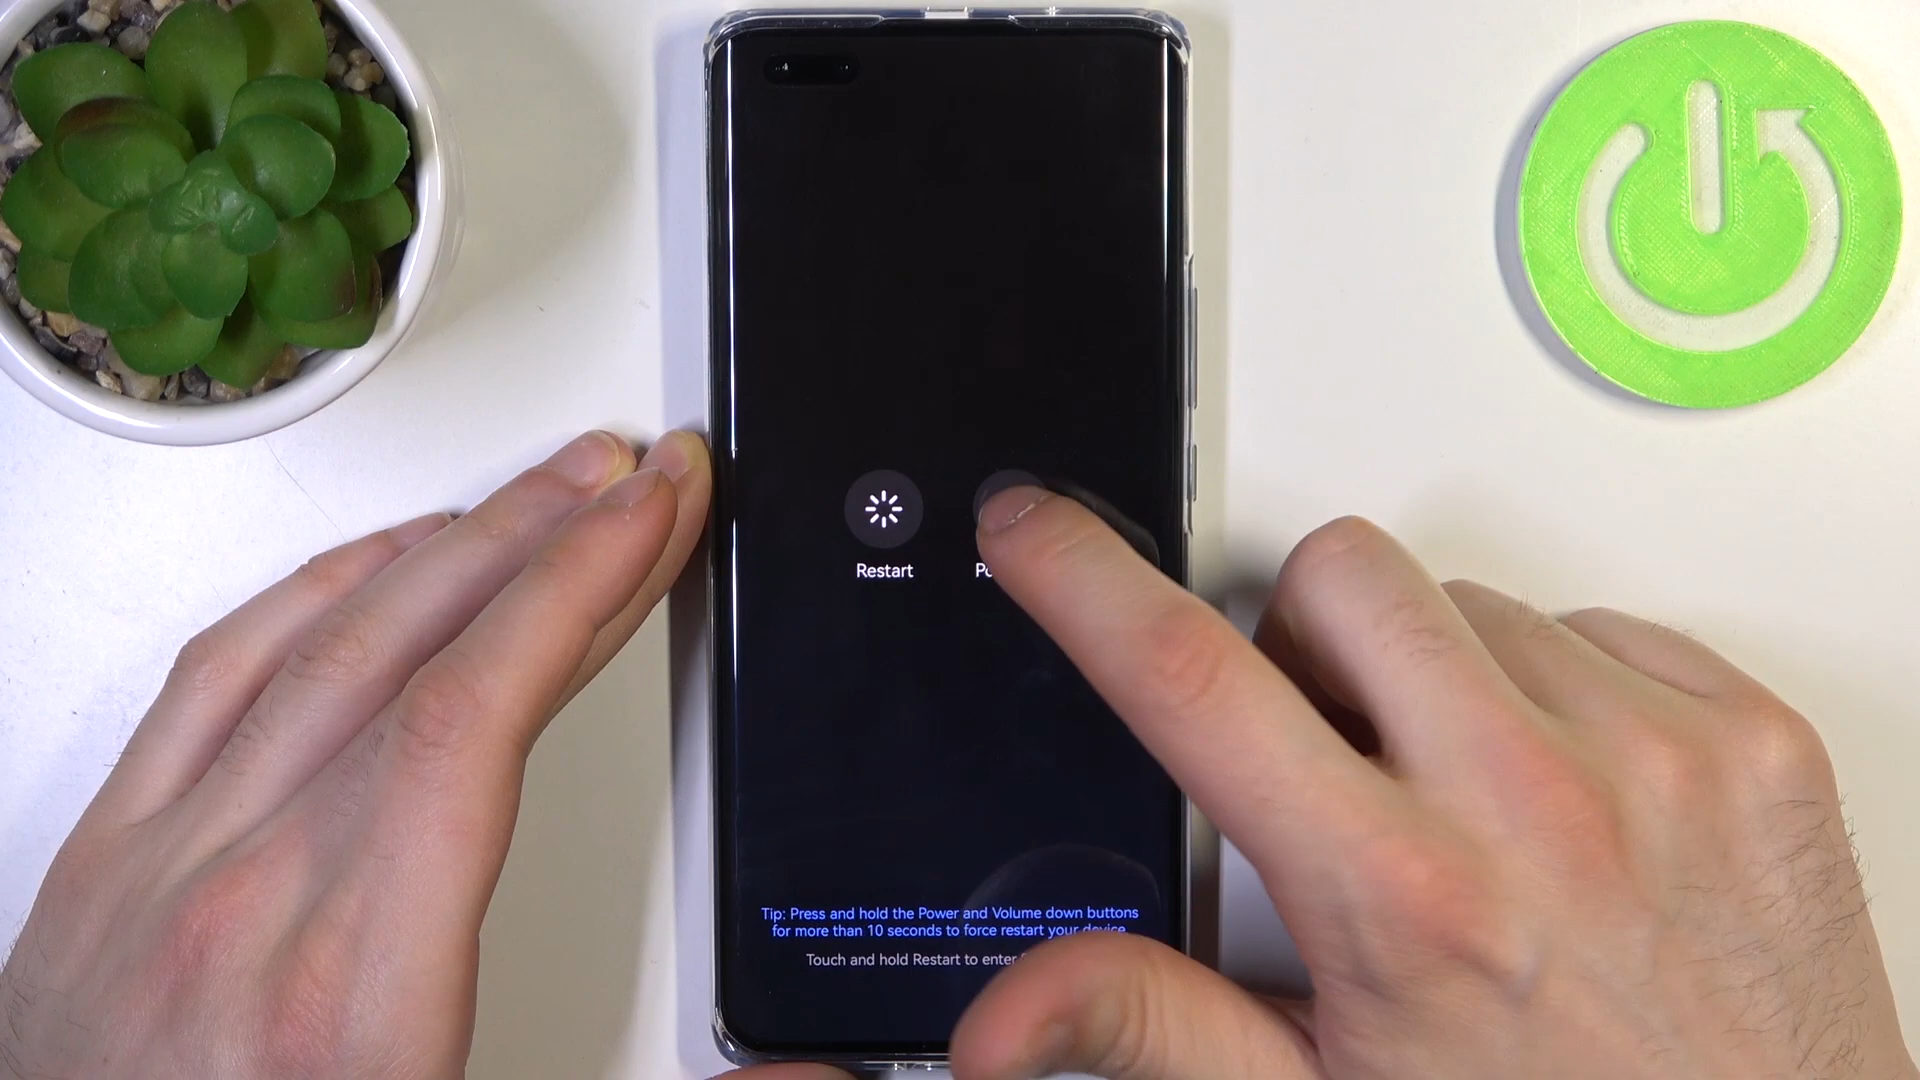 Restart
Tip: Press and hold the Power and Volume down buttons
for more than 10 seconds to force restart your device
Touch and hold Restart to enter